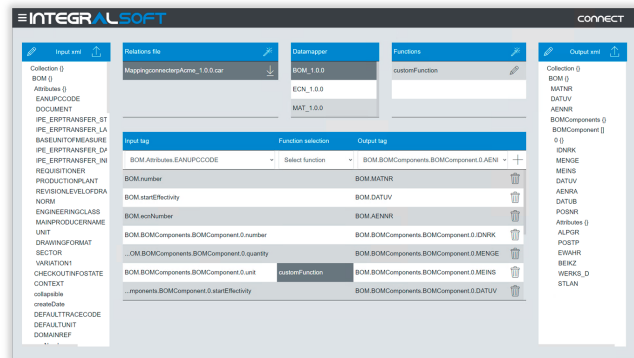 INTEGRALSOFT
CONNECT
Input xml
Collection {}
BOM {}
Attributes {}
EANUPCCODE
DOCUMENT
IPE_ERPTRANSFER_ST
IPE_ERPTRANSFER_LA
BASEUNITOFMEASURE
IPE_ERPTRANSFER_DA
IPE_ERPTRANSFER_INI
REQUISITIONER
PRODUCTIONPLANT
REVISIONLEVELOFDRA
NORM
ENGINEERINGCLASS
MAINPRODUCERNAME
UNIT
DRAWINGFORMAT
SECTOR
VARIATION1
CHECKOUTINFOSTATE
CONTEXT
collapsible
createDate
DEFAULTTRACECODE
DEFAULTUNIT
DOMAINREF
Relations file
MappingconnecterpAcme_1.0.0.car
Datamapper
BOM_1.0.0
ECN_1.0.0
MAT_1.0.0
Functions
customFunction
Input tag Function selection Output tag
BOM.Attributes.EANUPCCODE Select function BOM.BOMComponents.BOMComponent.0.AENI
BOM.number BOM.MATNR
BOM.startEffectivity BOM.DATUV
BOM.ecnNumber BOM.AENNR
BOM.BOMComponents.BOMComponent.0.number BOM.BOMComponents.BOMComponent.0.IDNRK
...OM.BOMComponents.BOMComponent.0.quantity BOM.BOMComponents.BOMComponent.0.MENGE
BOM.BOMComponents.BOMComponent.0.unit customFunction BOM.BOMComponents.BOMComponent.0.MEINS
...mponents.BOMComponent.0.startEffectivity BOM.BOMComponents.BOMComponent.0.DATUV
Output xml
Collection {}
BOM {}
MATNR
DATUV
AENNR
BOMComponents {}
BOMComponent []
0 {}
IDNRK
MENGE
MEINS
DATUV
AENRA
DATUB
POSNR
Attributes {}
ALPGR
POSTP
EWAHR
BEIKZ
WERKS_D
STLAN